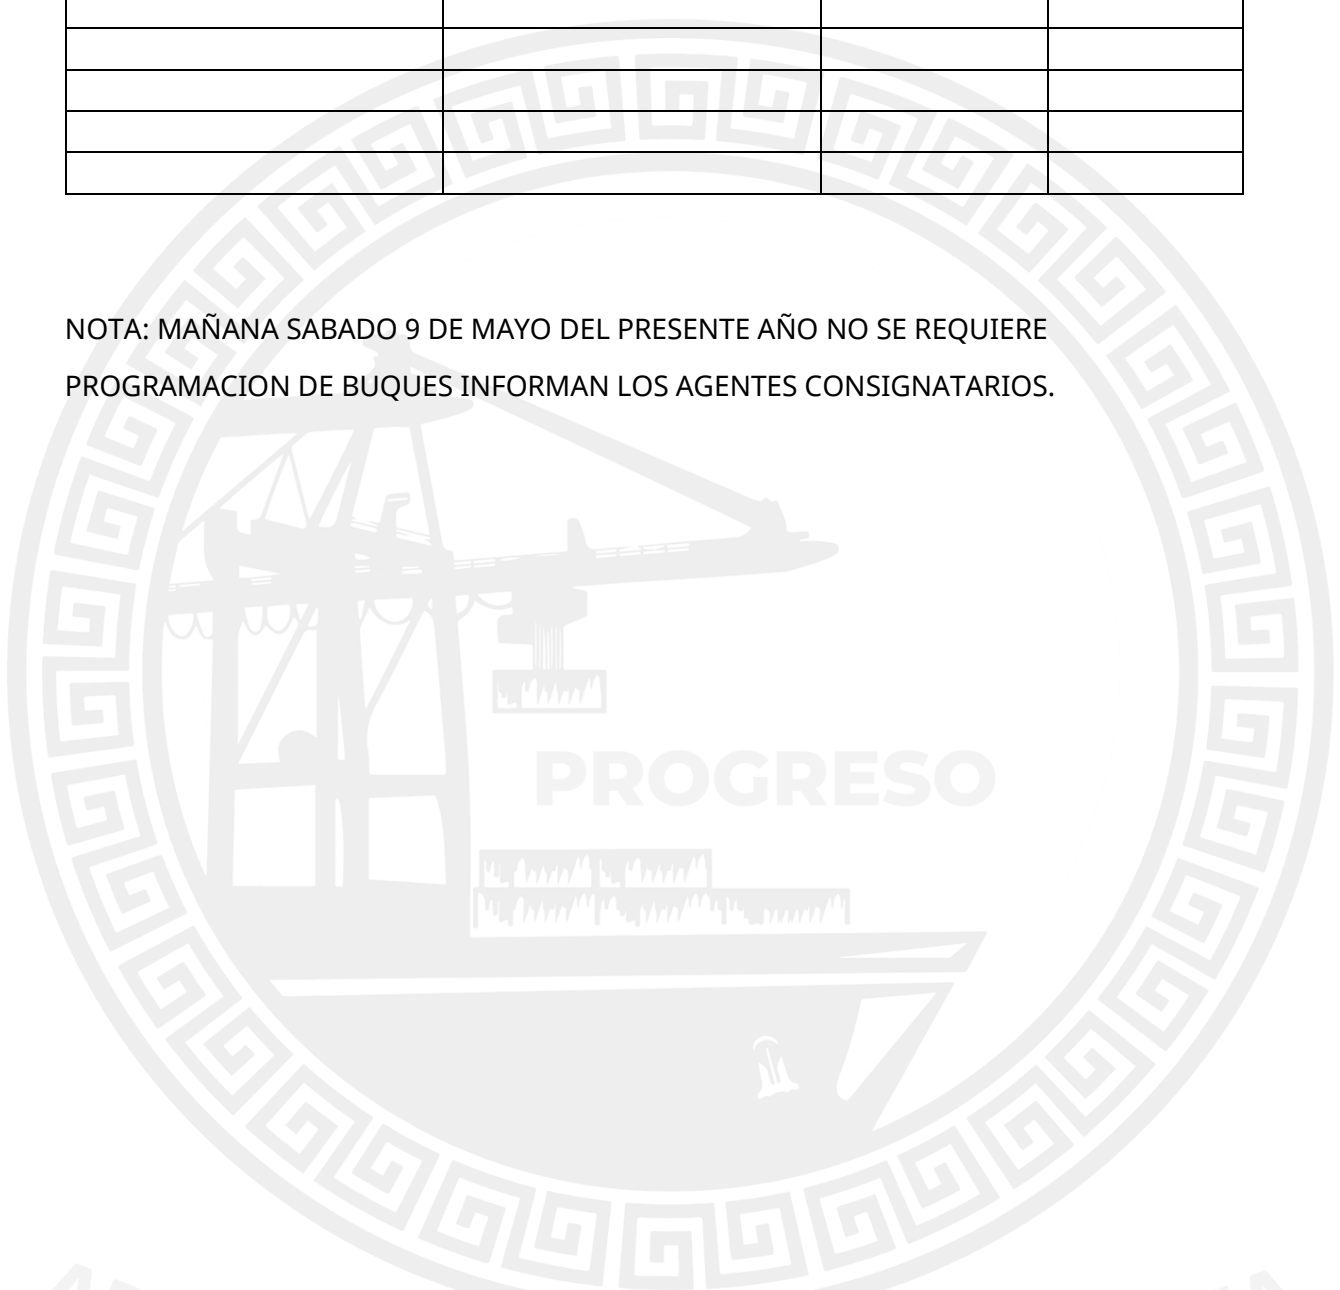 NOTA: MAÑANA SABADO 9 DE MAYO DEL PRESENTE AÑO NO SE REQUIERE
PROGRAMACION DE BUQUES INFORMAN LOS AGENTES CONSIGNATARIOS.
PROGRESO